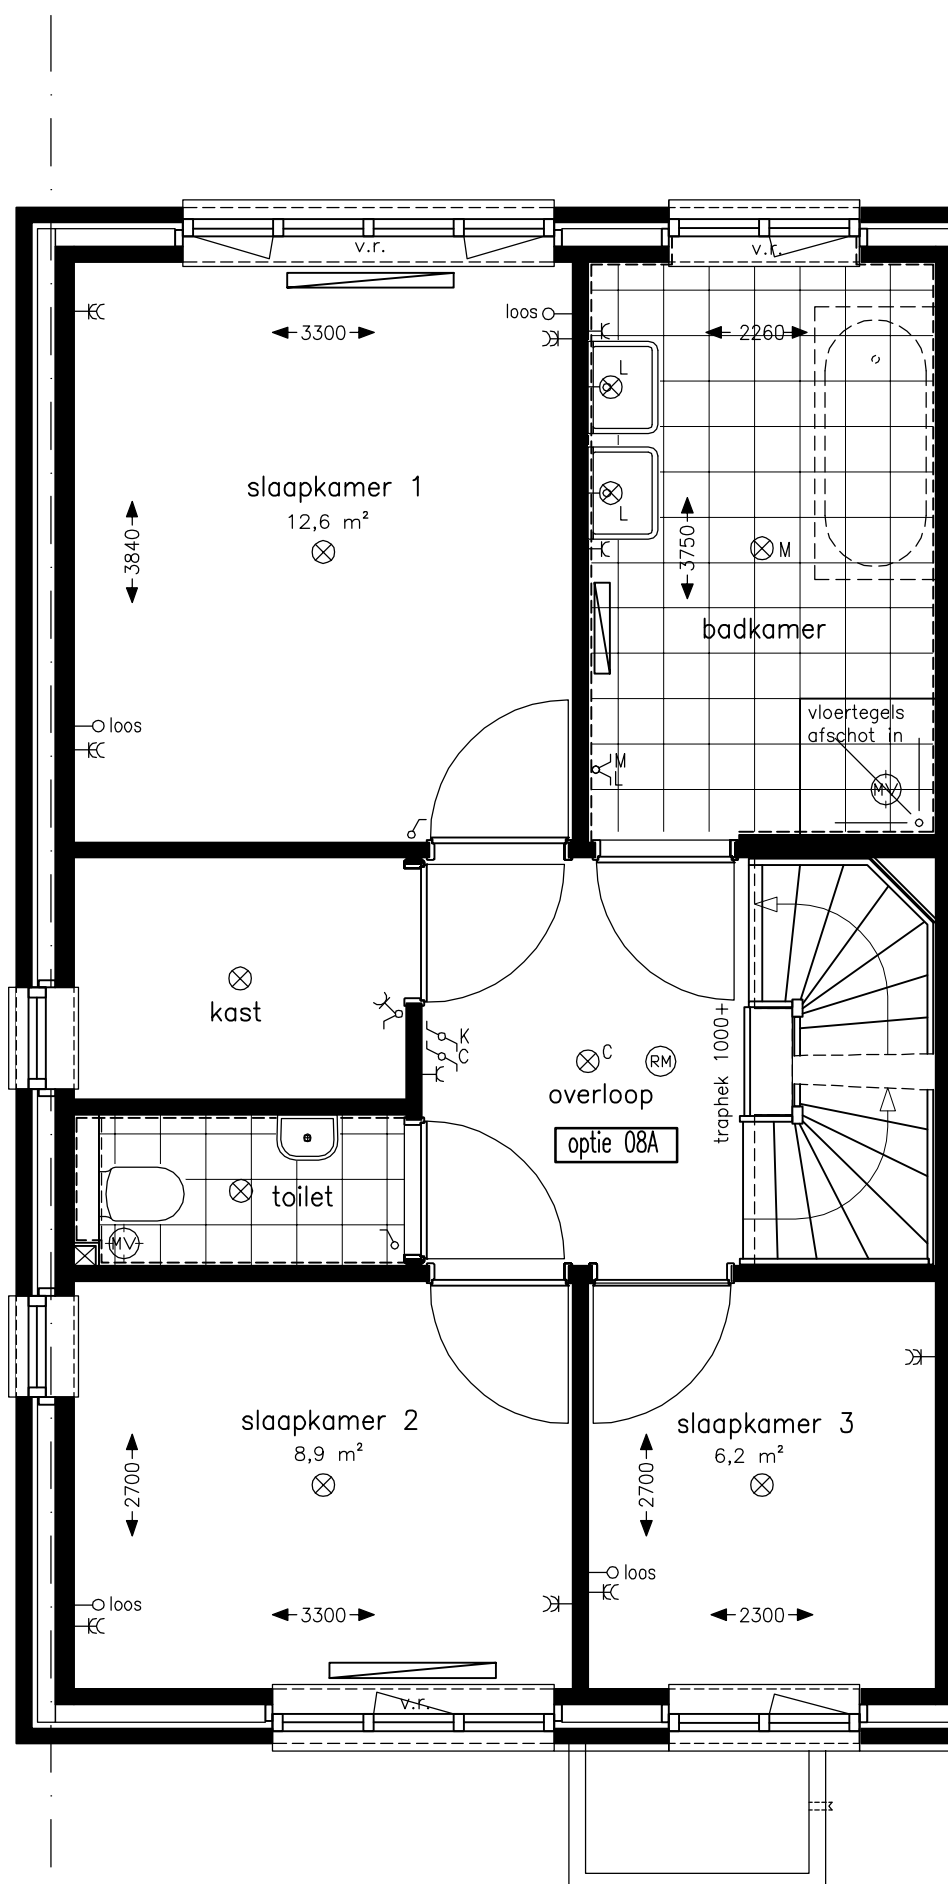 v.r.
v.r.
loos
3300
2260
L
slaapkamer 1
12,6 m²
3840
L
3750
M
badkamer
loos
vloertegels
afschot in
M
L
MV
kast
K
C
C
RM
overloop
traphek 1000+
optie 08A
toilet
MV
slaapkamer 2
8,9 m²
slaapkamer 3
6,2 m²
2700
2700
loos
loos
3300
2300
v.r.